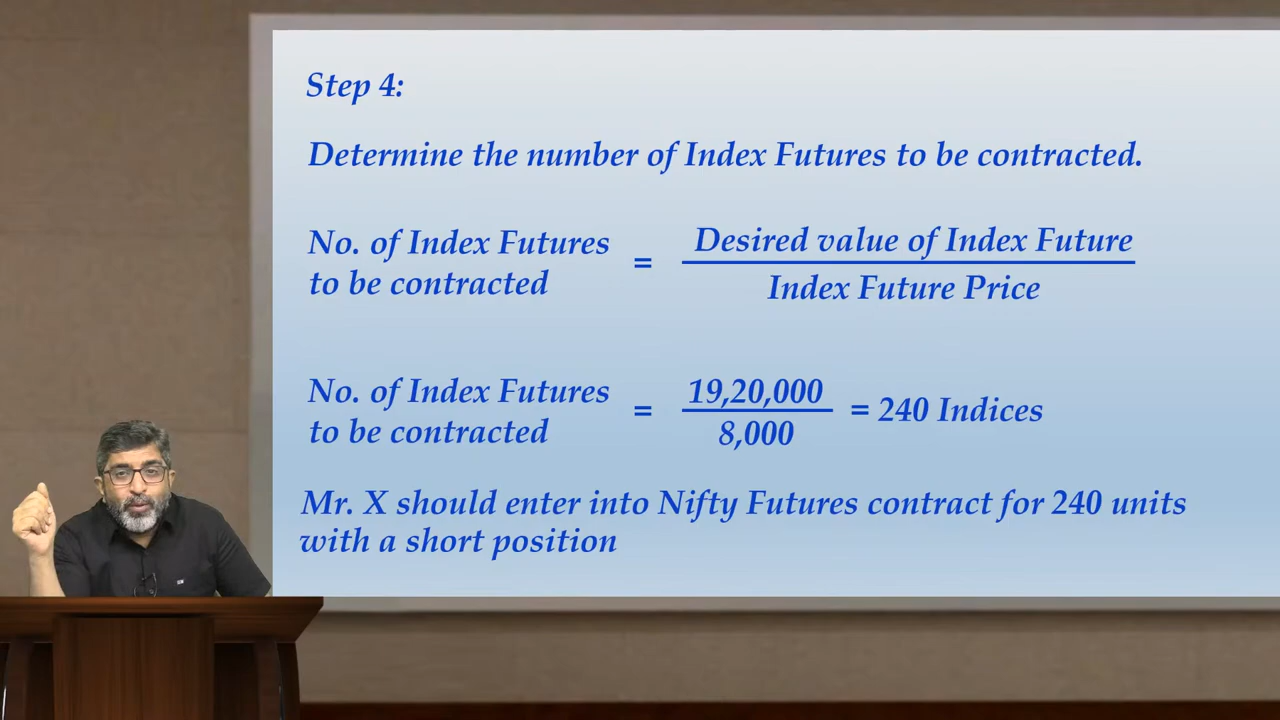 Step 4:
Determine the number of Index Futures to be contracted.
No. of Index Futures
to be contracted
=
Desired value of Index Future
Index Future Price
No. of Index Futures
to be contracted
=
19,20,000
8,000
= 240 Indices
Mr. X should enter into Nifty Futures contract for 240 units
with a short position